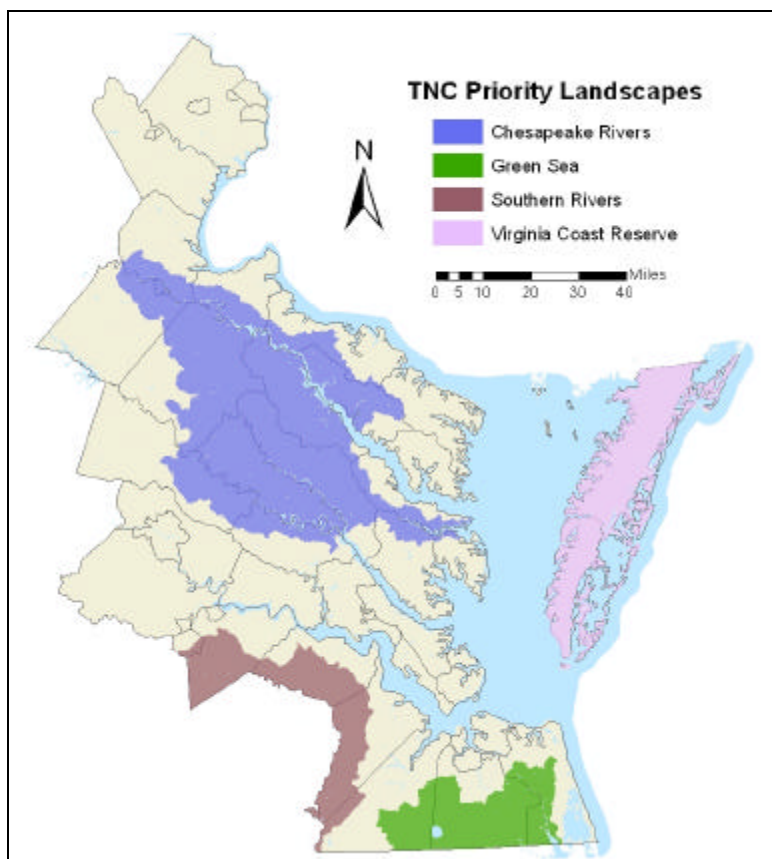 TNC Priority Landscapes
Chesapeake Rivers
Green Sea
Southern Rivers
Virginia Coast Reserve
N
Miles
0 5 10 20 30 40